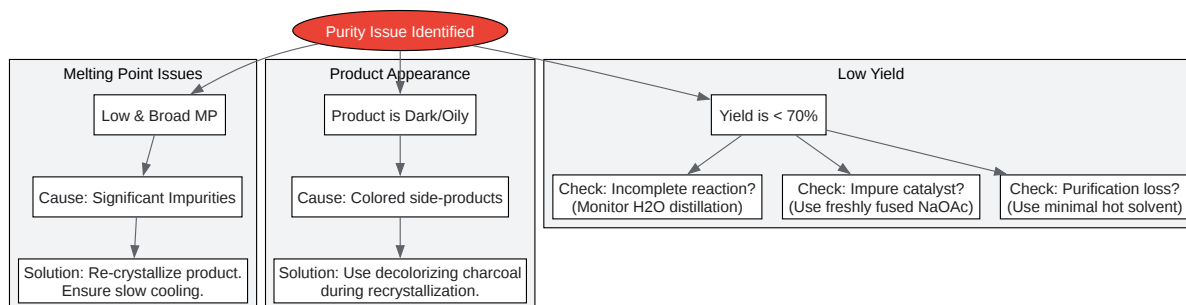 Purity Issue Identified
Melting Point Issues
Low & Broad MP
Cause: Significant Impurities
Solution: Re-crystallize product.
Ensure slow cooling.
Product Appearance
Product is Dark/Oily
Cause: Colored side-products
Solution: Use decolorizing charcoal
during recrystallization.
Low Yield
Yield is < 70%
Check: Incomplete reaction?
(Monitor H2O distillation)
Check: Impure catalyst?
(Use freshly fused NaOAc)
Check: Purification loss?
(Use minimal hot solvent)